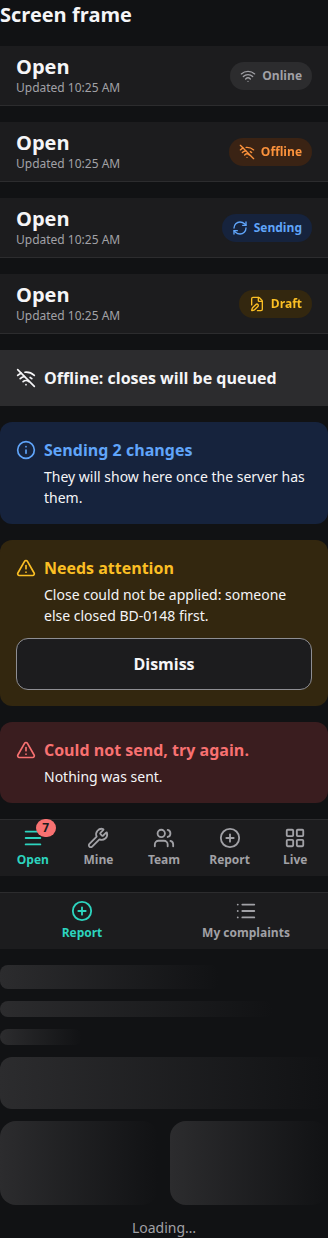 Screen frame
Open
Updated 10:25 AM
Online
Open
Updated 10:25 AM
Offline
Open
Updated 10:25 AM
Sending
Open
Updated 10:25 AM
Draft
Offline: closes will be queued
Sending 2 changes
They will show here once the server has
them.
Needs attention
Close could not be applied: someone
else closed BD-0148 first.
Dismiss
Could not send, try again.
Nothing was sent.
7
Open
Mine
Team
Report
Live
Report
My complaints
Loading...